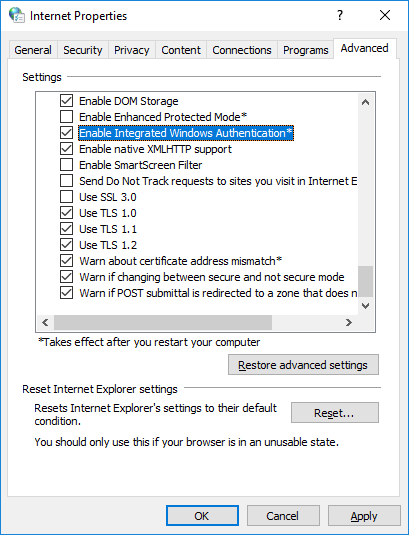 Internet Properties
General Security Privacy Content Connections Programs Advanced
Settings
Enable DOM Storage
Enable Enhanced Protected Mode*
Enable Integrated Windows Authentication*
Enable native XMLHTTP support
Enable SmartScreen Filter
Send Do Not Track requests to sites you visit in Internet E
Use SSL 3.0
Use TLS 1.0
Use TLS 1.1
Use TLS 1.2
Warn about certificate address mismatch*
Warn if changing between secure and not secure mode
Warn if POST submittal is redirected to a zone that does n
*Takes effect after you restart your computer
Restore advanced settings
Reset Internet Explorer settings
Resets Internet Explorer's settings to their default
condition.
Reset...
You should only use this if your browser is in an unusable state.
OK Cancel Apply